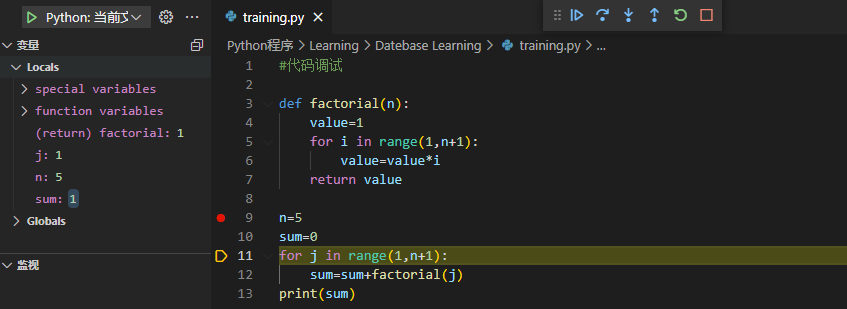 Python: 当前文
training.py
变量
Python程序 > Learning > Datebase Learning > training.py > ...
Locals
special variables
function variables
(return) factorial: 1
j: 1
n: 5
sum: 1
Globals
监视
1 #代码调试
2
3 def factorial(n):
4 value=1
5 for i in range(1,n+1):
6 value=value*i
7 return value
8
9 n=5
10 sum=0
11 for j in range(1,n+1):
12 sum=sum+factorial(j)
13 print(sum)